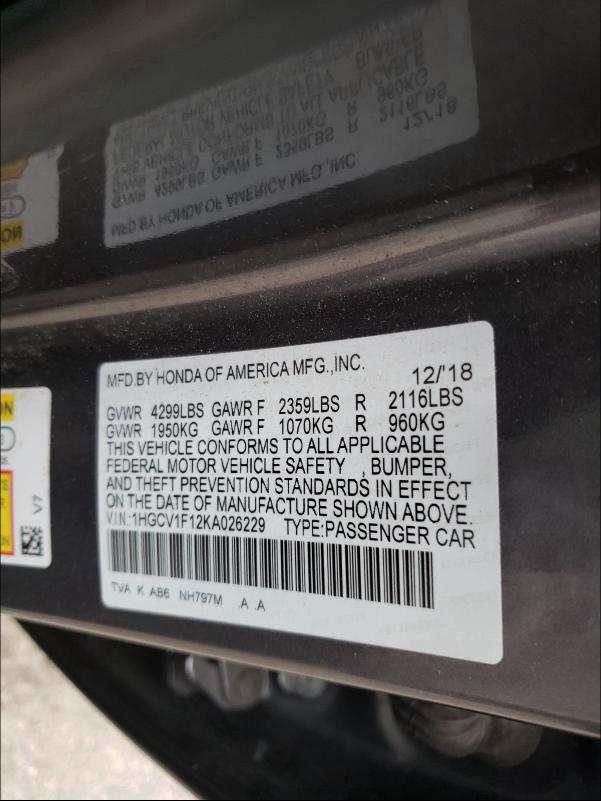 MFD.BY HONDA OF AMERICA MFG.,INC. 12/'18
GVWR 4299LBS GAWR F 2359LBS R 2116LBS
GVWR 1950KG GAWR F 1070KG R 960KG
THIS VEHICLE CONFORMS TO ALL APPLICABLE
FEDERAL MOTOR VEHICLE SAFETY , BUMPER,
AND THEFT PREVENTION STANDARDS IN EFFECT
ON THE DATE OF MANUFACTURE SHOWN ABOVE.
V.I.N.:1HGCV1F12KA026229 TYPE:PASSENGER CAR
TVA K AB6 NH797M .A .A
V7